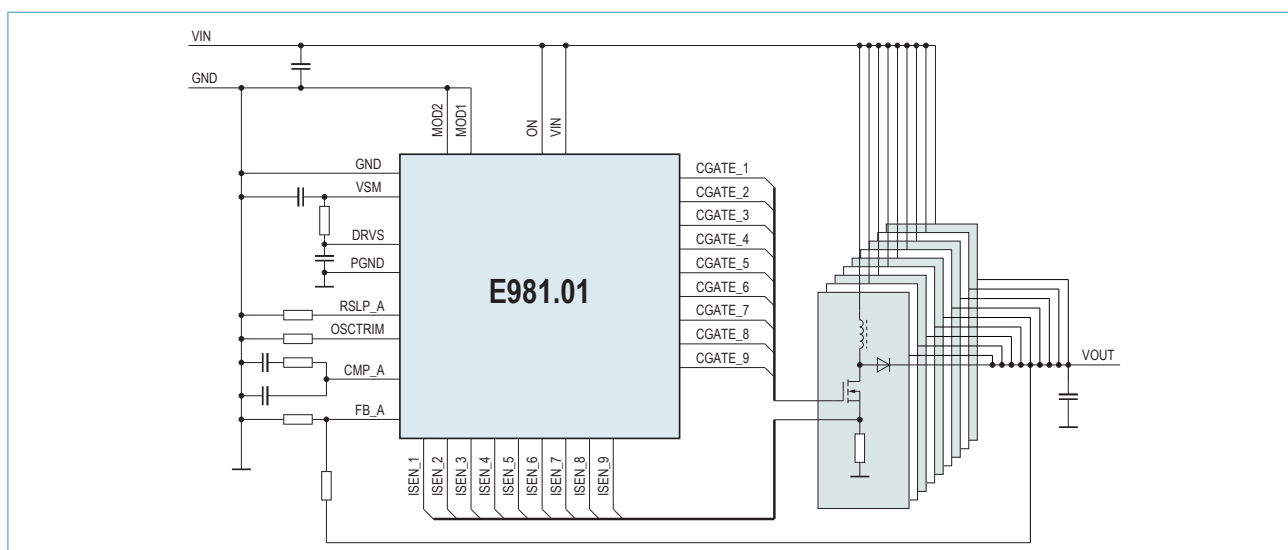 VIN
GND
MOD2
MOD1
ON
VIN
GND
VSM
DRVS
PGND
RSLP_A
OSCTRIM
CMP_A
FB_A
E981.01
CGATE_1
CGATE_2
CGATE_3
CGATE_4
CGATE_5
CGATE_6
CGATE_7
CGATE_8
CGATE_9
ISEN_1
ISEN_2
ISEN_3
ISEN_4
ISEN_5
ISEN_6
ISEN_7
ISEN_8
ISEN_9
VOUT